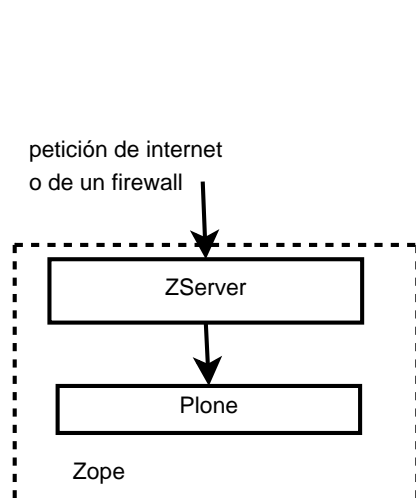 petición de internet
o de un firewall
ZServer
Plone
Zope